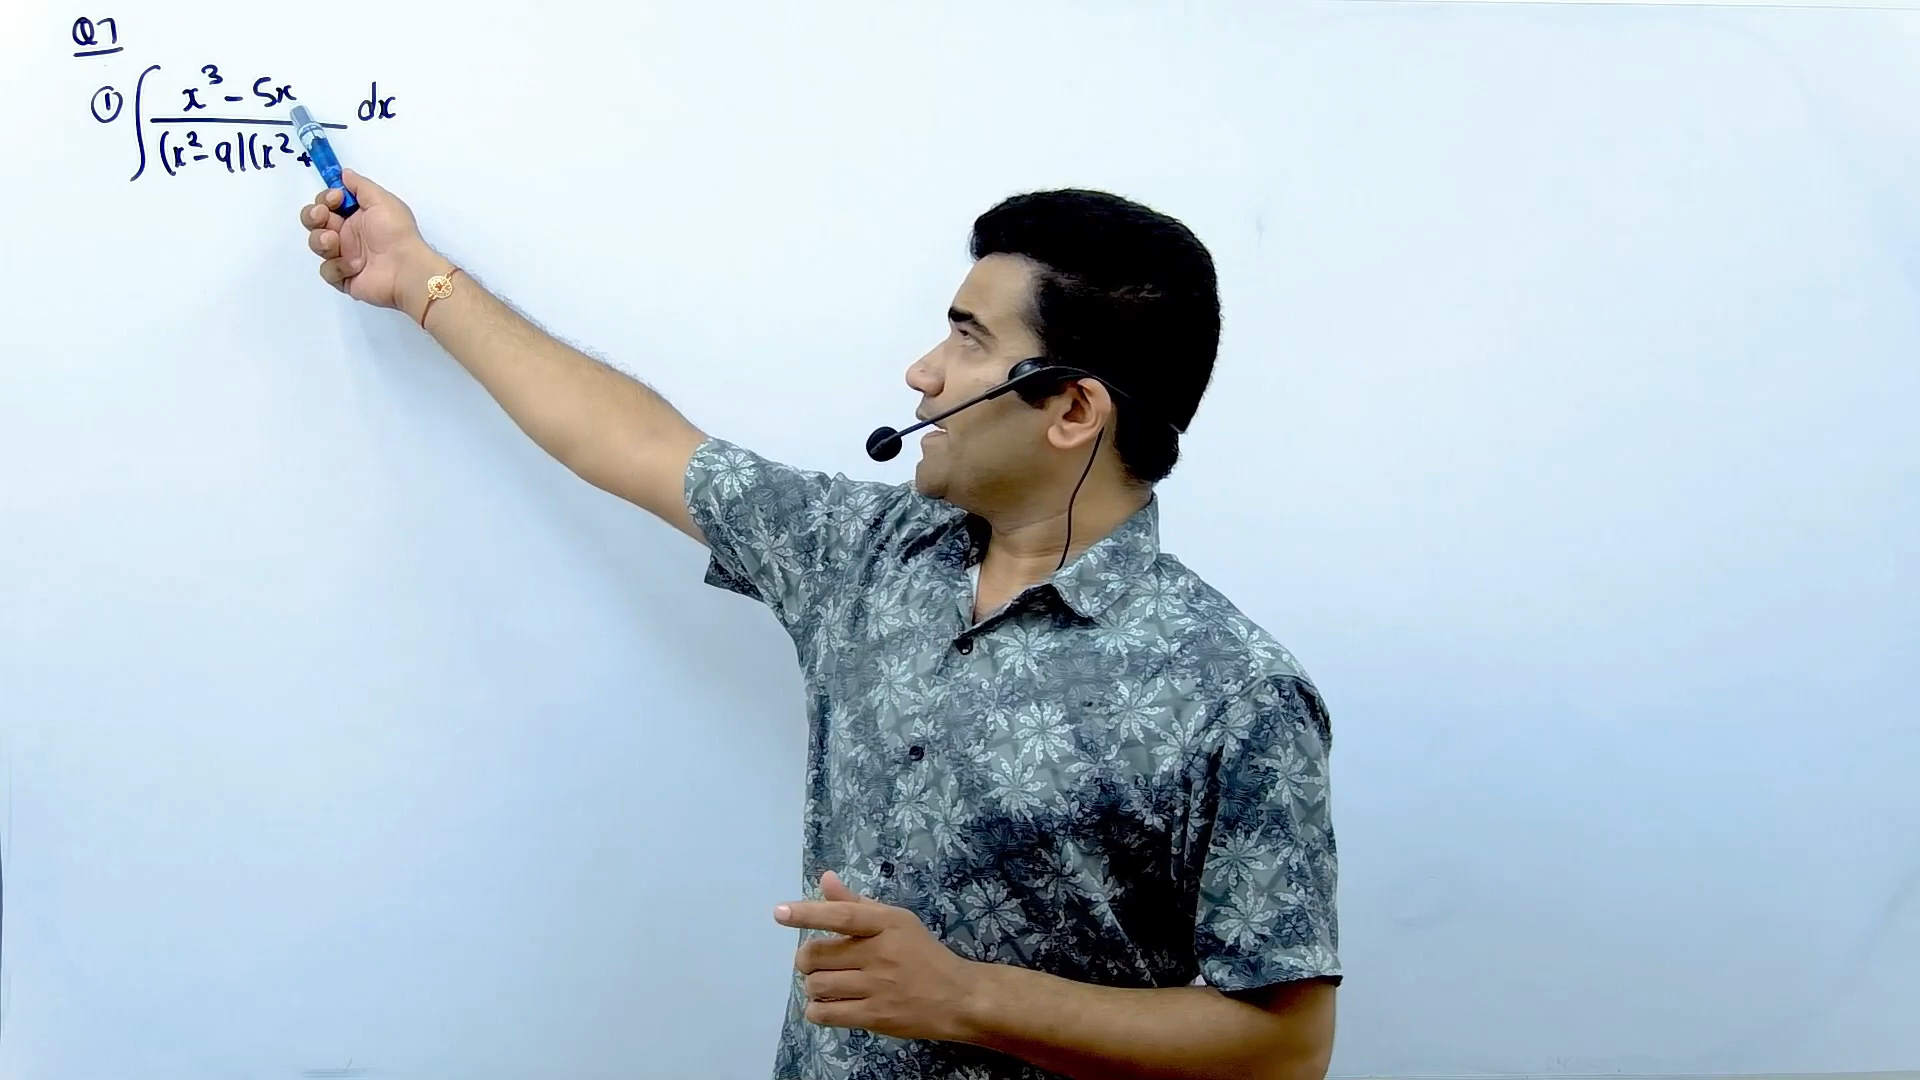 Q7
① ∫ x³ - 5x / (x² - 9)(x² + dx